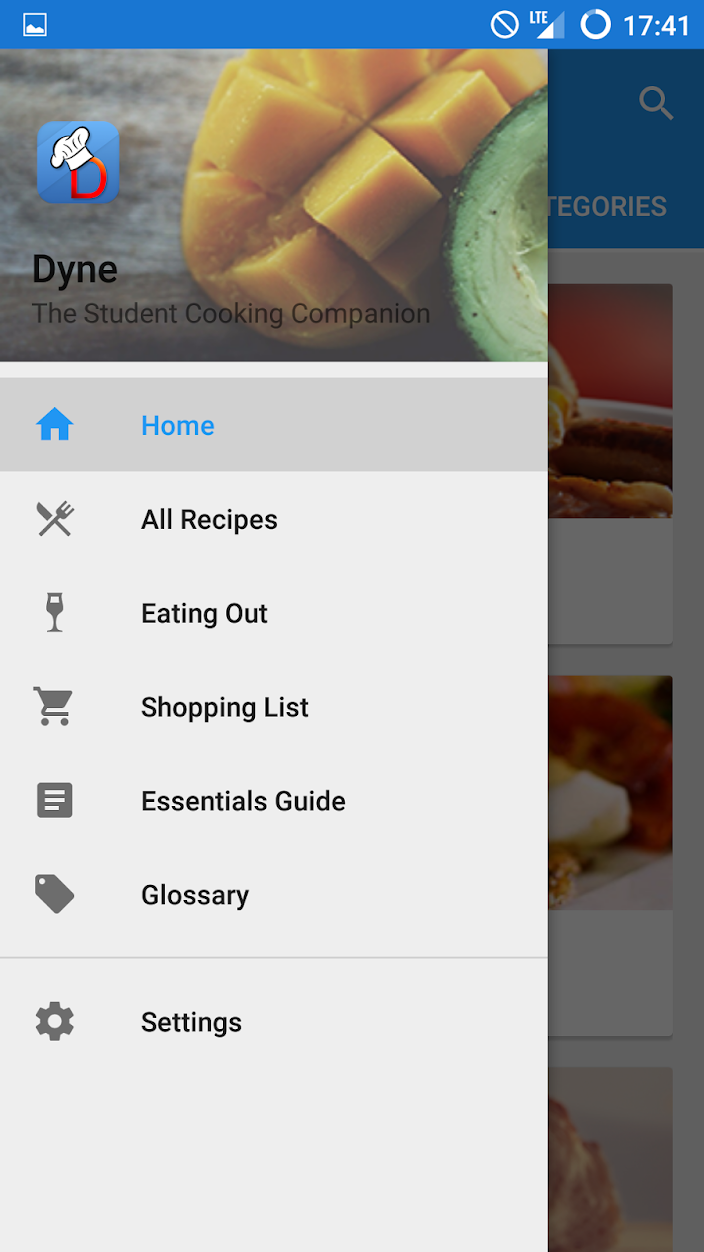 LTE 17:41
D
TEGORIES
Dyne
The Student Cooking Companion
Home
All Recipes
Eating Out
Shopping List
Essentials Guide
Glossary
Settings